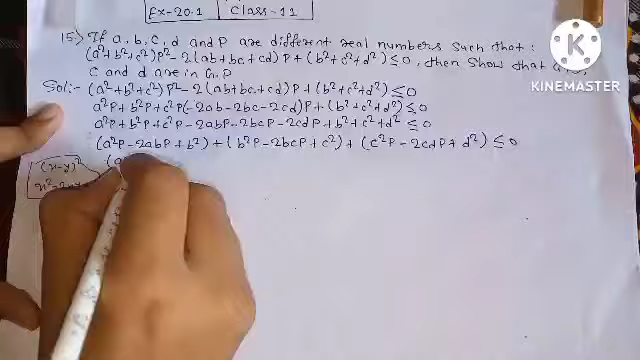 Ex-20.1 Class-11
15:- If a, b, c, d and P are different real numbers such that:
(a²+b²+c²)P²-2(ab+bc+cd)P+(b²+c²+d²)≤0, then show that
c and d are in G.P
Sol:- (a²+b²+c²)P²-2(ab+bc+cd)P+(b²+c²+d²)≤0
a²P+b²P+c²P(-2ab-2bc-2cd)P+(b²+c²+d²)≤0
a²P+b²P+c²P-2abP-2bcP-2cdP+b²+c²+d²≤0
(a²P-2abP+b²)+(b²P-2bcP+c²)+(c²P-2cdP+d²)≤0
(x-y)² (a
x²-2
K
KINEMASTER